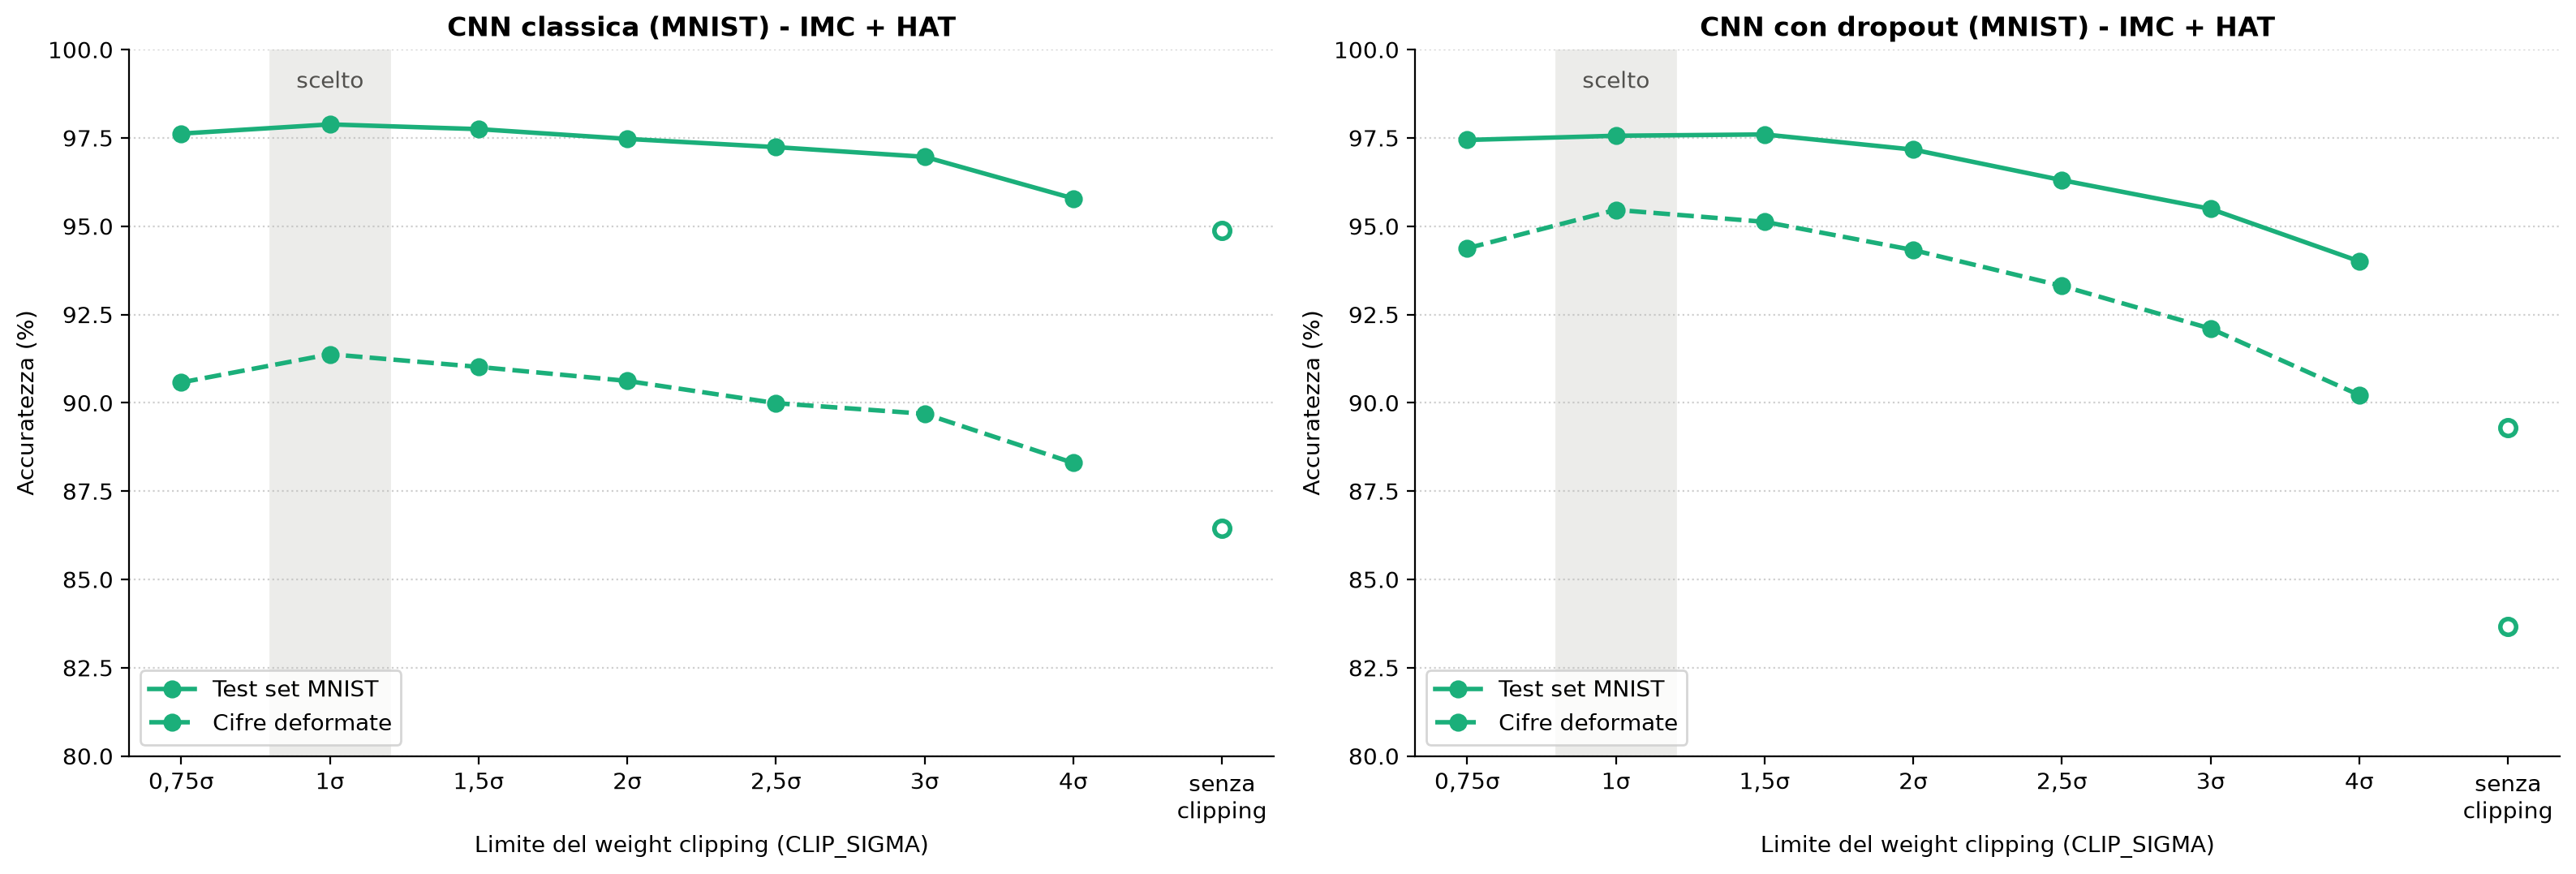 CNN classica (MNIST) - IMC + HAT
scelto
100.0
97.5
95.0
92.5
90.0
87.5
85.0
82.5
80.0
Accuratezza (%)
Test set MNIST
Cifre deformate
0,75σ 1σ 1,5σ 2σ 2,5σ 3σ 4σ senza
clipping
Limite del weight clipping (CLIP_SIGMA)
CNN con dropout (MNIST) - IMC + HAT
scelto
100.0
97.5
95.0
92.5
90.0
87.5
85.0
82.5
80.0
Accuratezza (%)
Test set MNIST
Cifre deformate
0,75σ 1σ 1,5σ 2σ 2,5σ 3σ 4σ senza
clipping
Limite del weight clipping (CLIP_SIGMA)